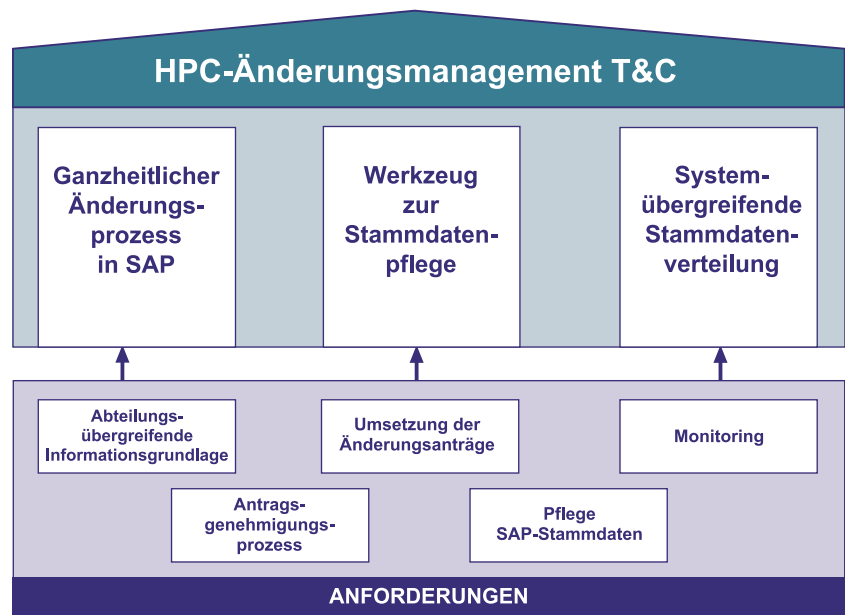 HPC-Änderungsmanagement T&C
Ganzheitlicher
Änderungs-
prozess
in SAP
Werkzeug
zur
Stammdaten-
pflege
System-
übergreifende
Stammdaten-
verteilung
Abteilungs-
übergreifende
Informationsgrundlage
Umsetzung der
Änderungsanträge
Monitoring
Antrags-
genehmigungs-
prozess
Pflege
SAP-Stammdaten
ANFORDERUNGEN